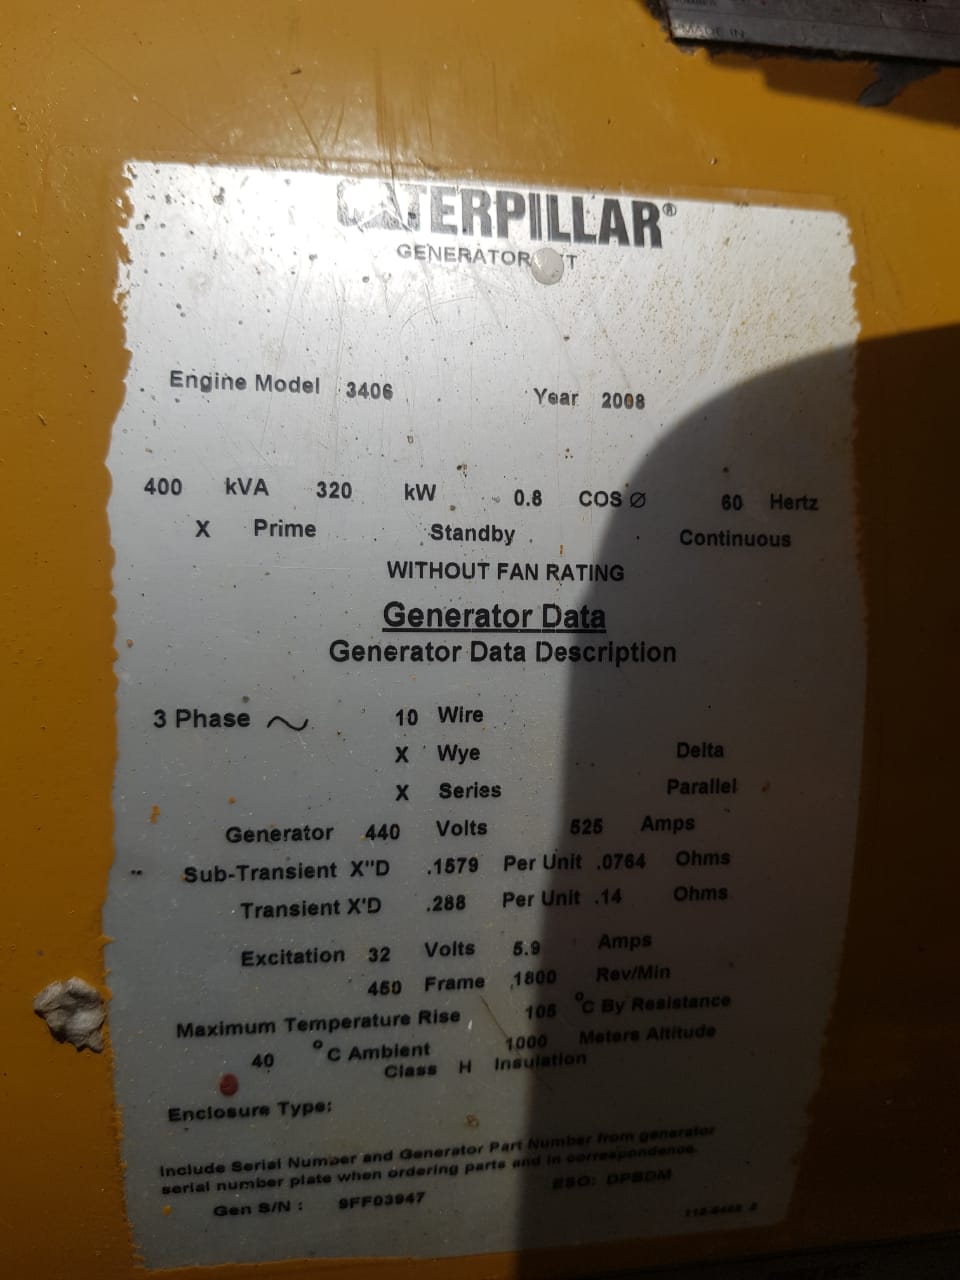 MADE IN
CATERPILLAR®
GENERATOR
Engine Model 3406 Year 2008
400 kVA 320 kW 0.8 COS Ø 60 Hertz
X Prime Standby Continuous
WITHOUT FAN RATING
Generator Data
Generator Data Description
3 Phase 10 Wire
X Wye Delta
X Series Parallel
Generator 440 Volts 525 Amps
Sub-Transient X"D .1579 Per Unit .0764 Ohms
Transient X'D .288 Per Unit .14 Ohms
Excitation 32 Volts 5.9 Amps
450 Frame 1800 Rev/Min
Maximum Temperature Rise 105 °C By Resistance
40 °C Ambient 1000 Meters Altitude
Class H Insulation
Enclosure Type:
Include Serial Number and Generator Part Number from generator
serial number plate when ordering parts and in correspondence.
Gen S/N : 9FF03947